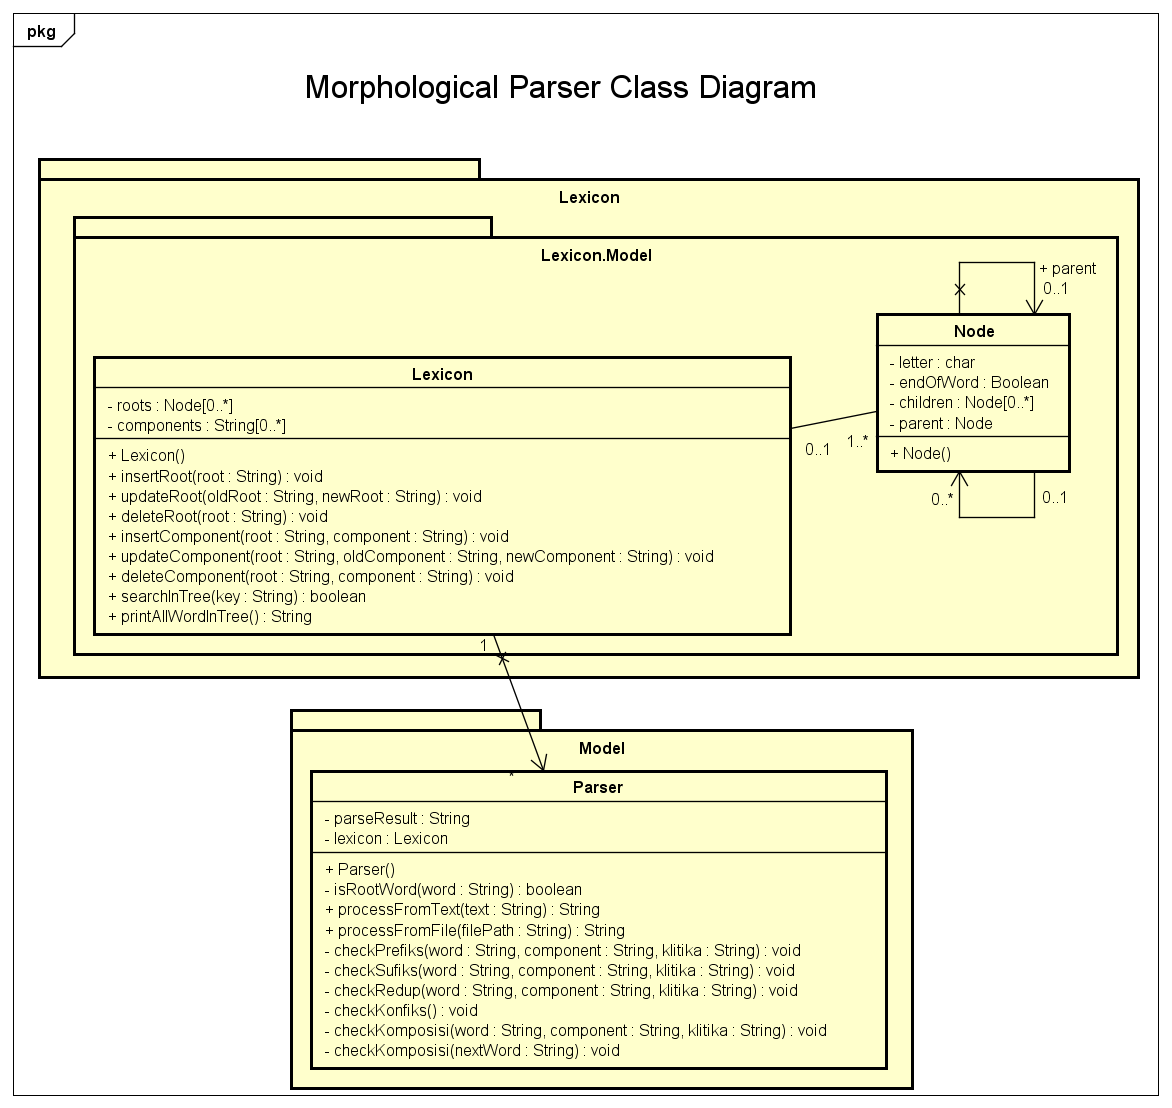 pkg
Morphological Parser Class Diagram
Lexicon
Lexicon.Model
+ parent
0..1
Node
- letter : char
- endOfWord : Boolean
- children : Node[0..*]
- parent : Node
+ Node()
0..*
0..1
Lexicon
- roots : Node[0..*]
- components : String[0..*]
+ Lexicon()
+ insertRoot(root : String) : void
+ updateRoot(oldRoot : String, newRoot : String) : void
+ deleteRoot(root : String) : void
+ insertComponent(root : String, component : String) : void
+ updateComponent(root : String, oldComponent : String, newComponent : String) : void
+ deleteComponent(root : String, component : String) : void
+ searchInTree(key : String) : boolean
+ printAllWordInTree() : String
0..1
1..*
1
*
Model
Parser
- parseResult : String
- lexicon : Lexicon
+ Parser()
- isRootWord(word : String) : boolean
+ processFromText(text : String) : String
+ processFromFile(filePath : String) : String
- checkPrefiks(word : String, component : String, klitika : String) : void
- checkSufiks(word : String, component : String, klitika : String) : void
- checkRedup(word : String, component : String, klitika : String) : void
- checkKonfiks() : void
- checkKomposisi(word : String, component : String, klitika : String) : void
- checkKomposisi(nextWord : String) : void